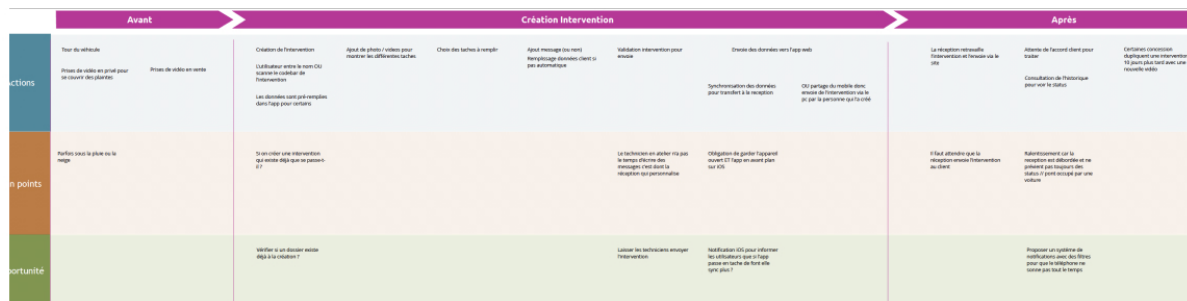 Avant
Création Intervention
Après
Actions
Tour du véhicule
Prises de vidéo en privé pour
se couvrir des plantes
Prises de vidéo en vente
Création de l'intervention
L'utilisateur entre le nom OU
scanne le codebar de
l'intervention
Les données sont pré-remplies
dans l'app pour certains
Ajout de photo / videos pour
montrer les différentes taches
Choix des taches à remplir
Ajout message (ou non)
Remplissage données client si
pas automatique
Validation intervention pour
envoie
Envoie des données vers l'app web
Synchronisation des données
pour transfert à la reception
OU partage du mobile donc
envoie de l'intervention via le
pc par la personne qui l'a créé
La réception retravaille
l'intervention et l'envoie via le
Attente de l'accord client pour
traiter
Consultation de l'historique
pour voir le status
Certaines concession
dupliquent une intervention
10 jours plus tard avec une
nouvelle vidéo
n points
Parfois sous la pluie ou la
neige
Si on créer une intervention
qui existe déjà que se passe-t-
il ?
Le technicien en atelier n'a pas
le temps d'écrire des
messages c'est dont la
réception qui personnalise
Obligation de garder l'appareil
ouvert ET l'app en avant plan
sur iOS
Il faut attendre que la
réception envoie l'intervention
au client
Ralentissement car la
reception est débordée et ne
prévient pas toujours des
status // pont occupé par une
voiture
portunité
Vérifier si un dossier existe
déjà à la création ?
Laisser les techniciens envoyer
l'intervention
Notification iOS pour informer
les utilisateurs que si l'app
passe en tache de font elle
sync plus ?
Proposer un système de
notifications avec des filtres
pour que le téléphone ne
sonne pas tout le temps